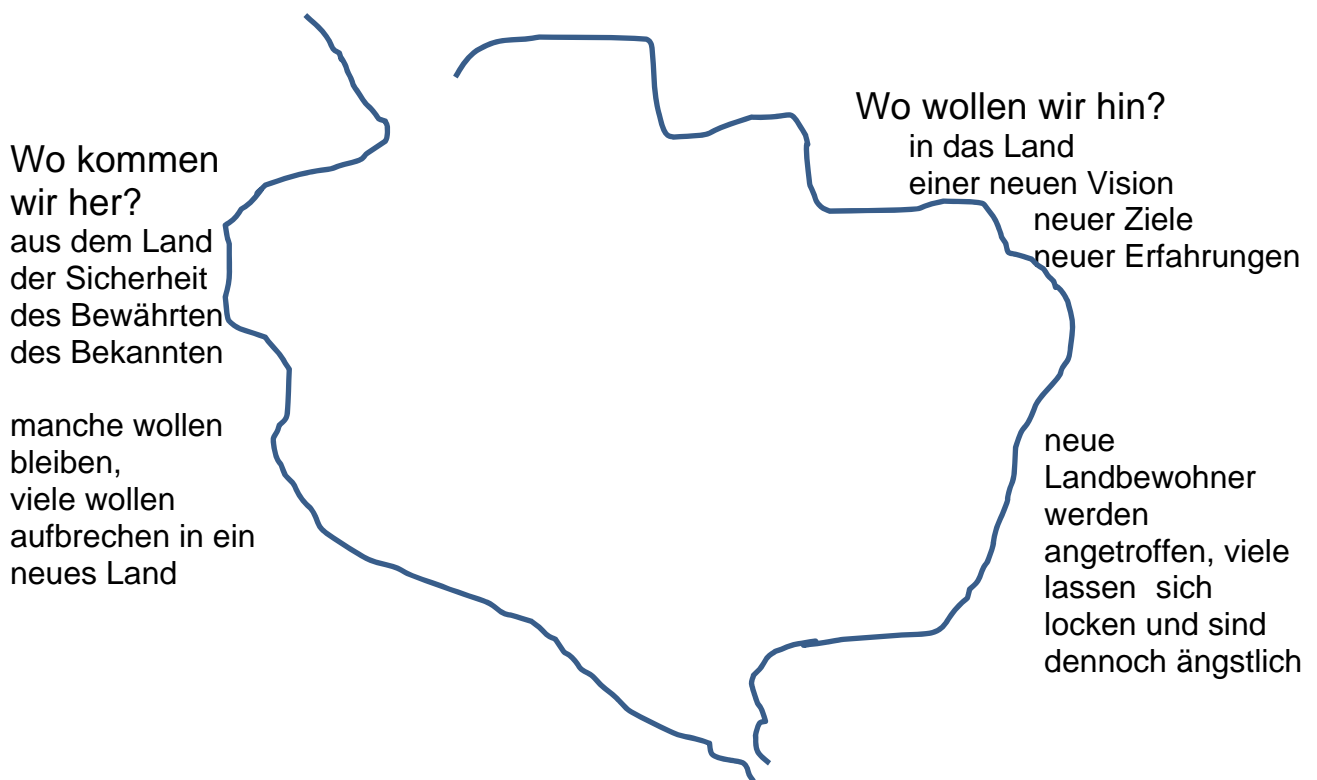 Wo kommen
wir her?
aus dem Land
der Sicherheit
des Bewährten
des Bekannten
manche wollen
bleiben,
viele wollen
aufbrechen in ein
neues Land
Wo wollen wir hin?
in das Land
einer neuen Vision
neuer Ziele
neuer Erfahrungen
neue
Landbewohner
werden
angetroffen, viele
lassen sich
locken und sind
dennoch ängstlich